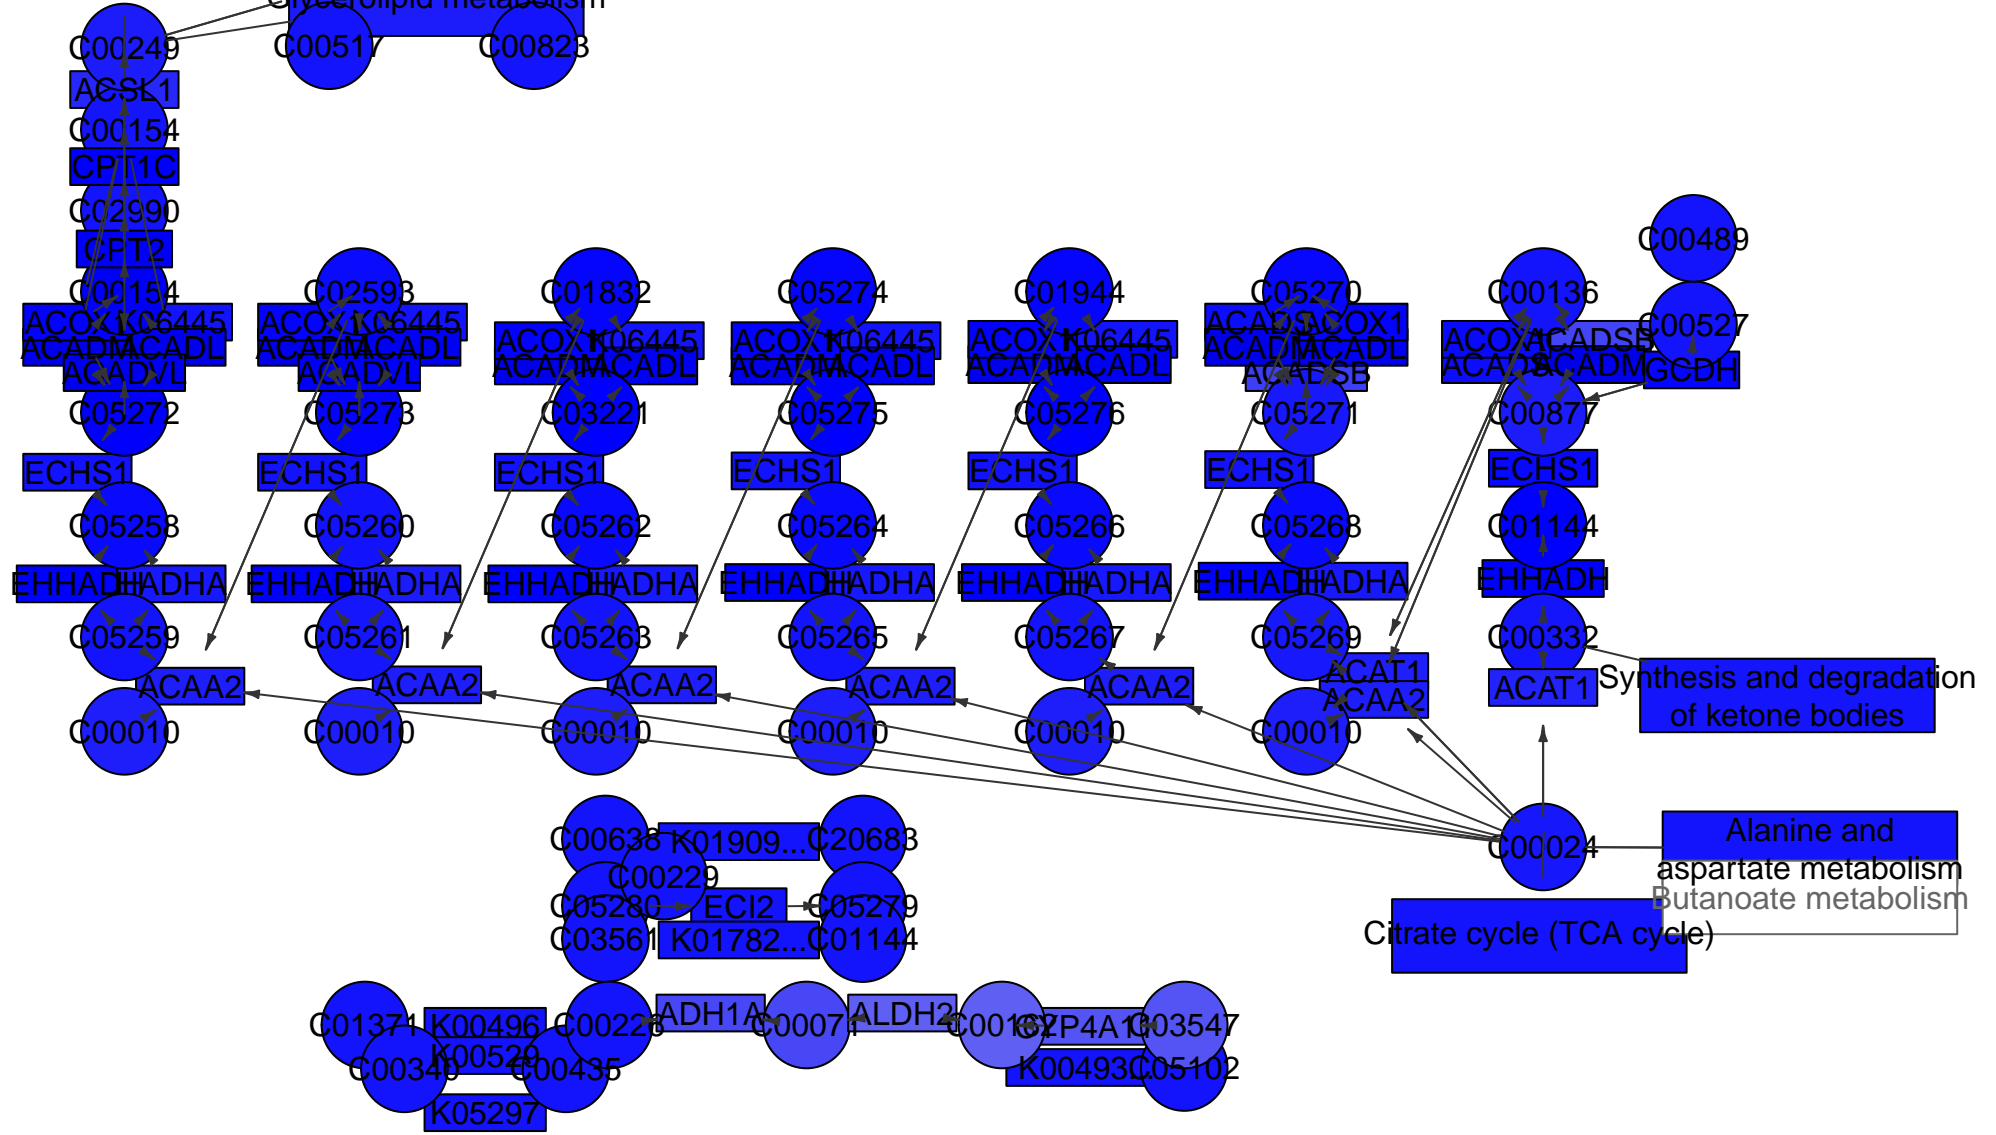 Glycerolipid metabolism
C00249
C00517
C00823
ACSL1
C00154
CPT1C
C02990
CPT2
C00489
C00154
C02593
C01832
C05274
C01944
C05270
C00136
C00527
ACOX1
K06445
ACOX1
K06445
ACOX1
K06445
ACOX1
K06445
ACOX1
K06445
ACADS
ACOX1
ACOX1
ACADSB
ACADM
ACADL
ACADM
ACADL
ACADM
ACADL
ACADM
ACADL
ACADM
ACADL
ACADM
ACADL
ACADS
ACADM
GCDH
ACADVL
ACADVL
ACADSB
C05272
C05273
C03221
C05275
C05276
C05271
C00877
ECHS1
ECHS1
ECHS1
ECHS1
ECHS1
ECHS1
ECHS1
C05258
C05260
C05262
C05264
C05266
C05268
C01144
EHHADH
HADHA
EHHADH
HADHA
EHHADH
HADHA
EHHADH
HADHA
EHHADH
HADHA
EHHADH
HADHA
EHHADH
C05259
C05261
C05263
C05265
C05267
C05269
C00332
ACAA2
ACAA2
ACAA2
ACAA2
ACAA2
ACAT1
ACAA2
ACAT1
Synthesis and degradation
of ketone bodies
C00010
C00010
C00010
C00010
C00010
C00010
C00638
K01909...
C20683
C00229
C05280
ECI2
C05279
C03561
K01782...
C01144
C00024
Alanine and
aspartate metabolism
Butanoate metabolism
Citrate cycle (TCA cycle)
C01371
K00496
C00226
ADH1A
C00071
ALDH2
C00162
CYP4A11
C03547
K00529
C00340
C00435
K00493...
C05102
K05297